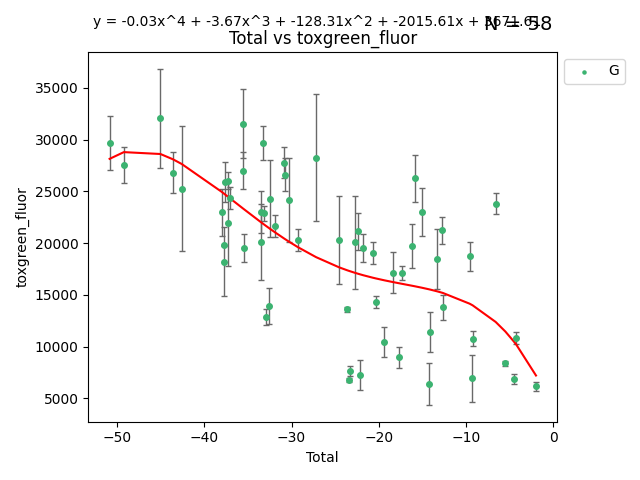 y = -0.03x^4 + -3.67x^3 + -128.31x^2 + -2015.61x +
N = 58
Total vs toxgreen_fluor
G
toxgreen_fluor
35000
30000
25000
20000
15000
10000
5000
−50 −40 −30 −20 −10 0
Total